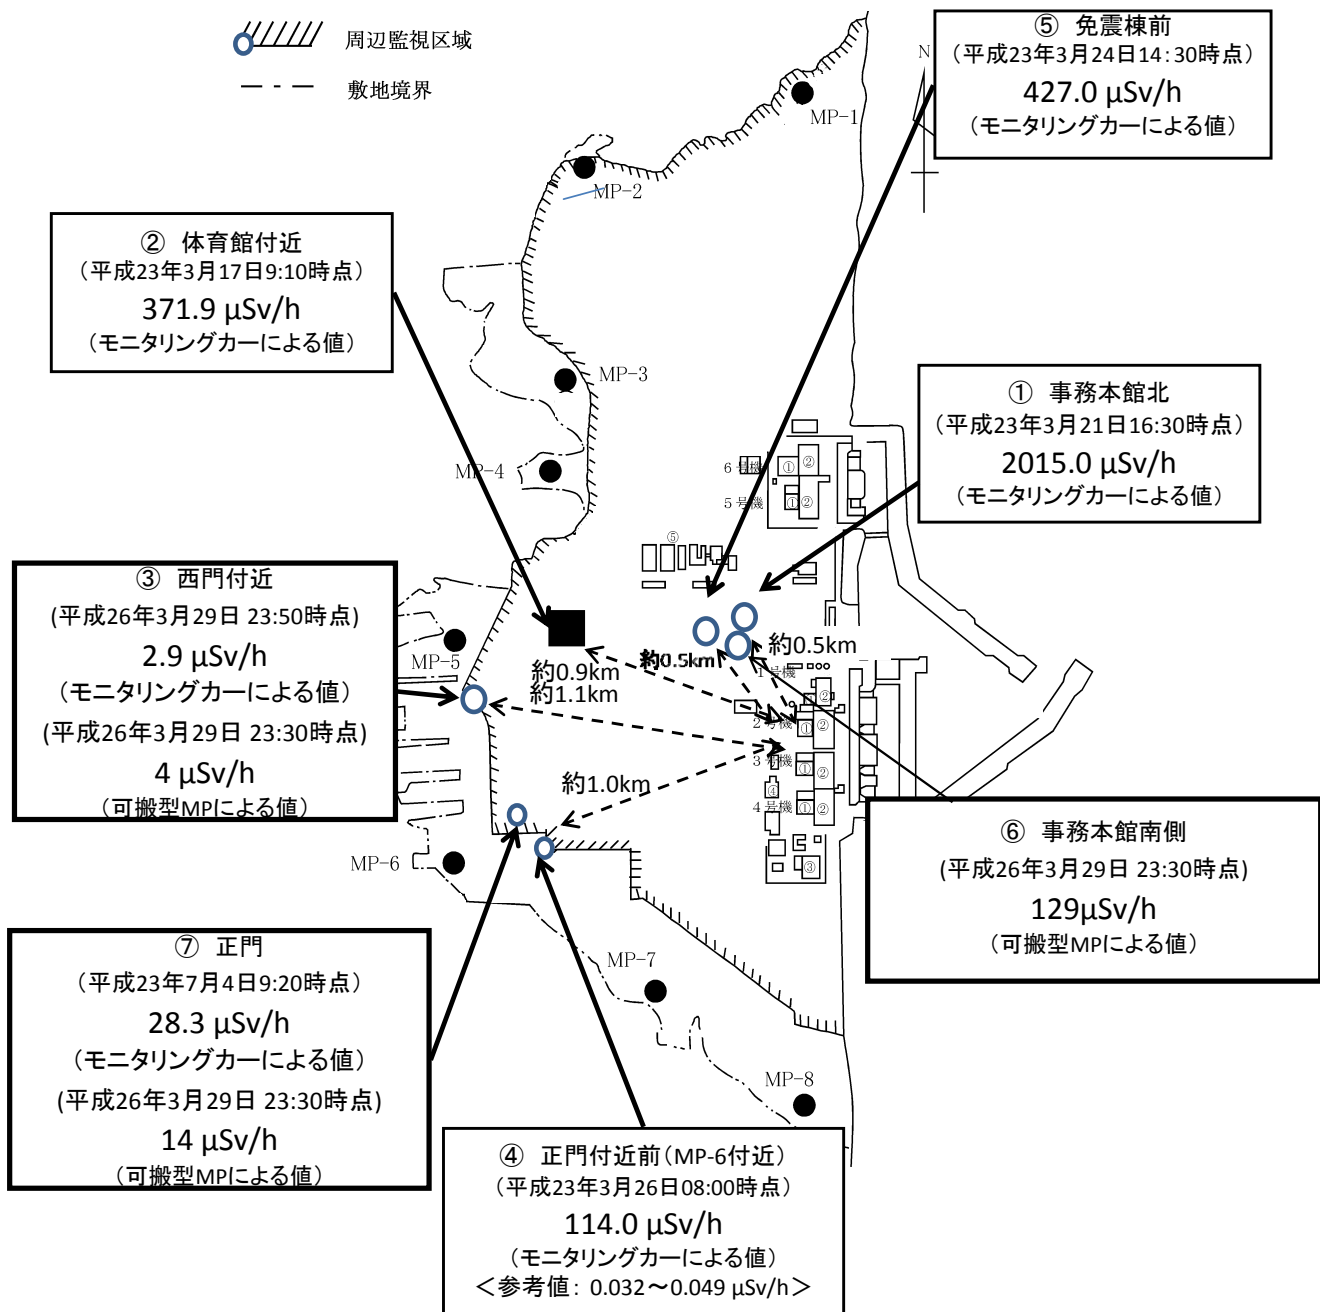 周辺監視区域
敷地境界
⑤ 免震棟前
(平成23年3月24日14:30時点)
427.0 μSv/h
(モニタリングカーによる値)
N
MP-1
MP-2
② 体育館付近
(平成23年3月17日9:10時点)
371.9 μSv/h
(モニタリングカーによる値)
MP-3
① 事務本館北
(平成23年3月21日16:30時点)
2015.0 μSv/h
(モニタリングカーによる値)
MP-4
6号機
①
②
5号機
①
②
⑤
③ 西門付近
(平成26年3月29日 23:50時点)
2.9 μSv/h
(モニタリングカーによる値)
(平成26年3月29日 23:30時点)
4 μSv/h
(可搬型MPによる値)
MP-5
約0.9km
約1.1km
約0.5km
約0.5km
1号機
②
2号機
①
②
3号機
①
②
④
4号機
①
②
③
約1.0km
MP-6
⑥ 事務本館南側
(平成26年3月29日 23:30時点)
129μSv/h
(可搬型MPによる値)
⑦ 正門
(平成23年7月4日9:20時点)
28.3 μSv/h
(モニタリングカーによる値)
(平成26年3月29日 23:30時点)
14 μSv/h
(可搬型MPによる値)
MP-7
MP-8
④ 正門付近前(MP-6付近)
(平成23年3月26日08:00時点)
114.0 μSv/h
(モニタリングカーによる値)
<参考値: 0.032～0.049 μSv/h>